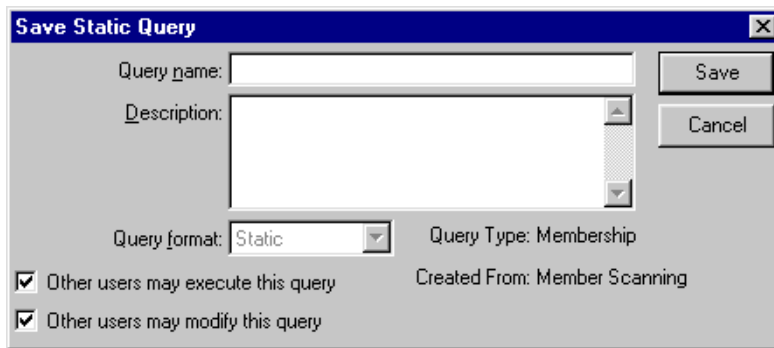 Save Static Query
Query name:
Save
Description:
Cancel
Query format: Static
Query Type: Membership
Other users may execute this query
Created From: Member Scanning
Other users may modify this query